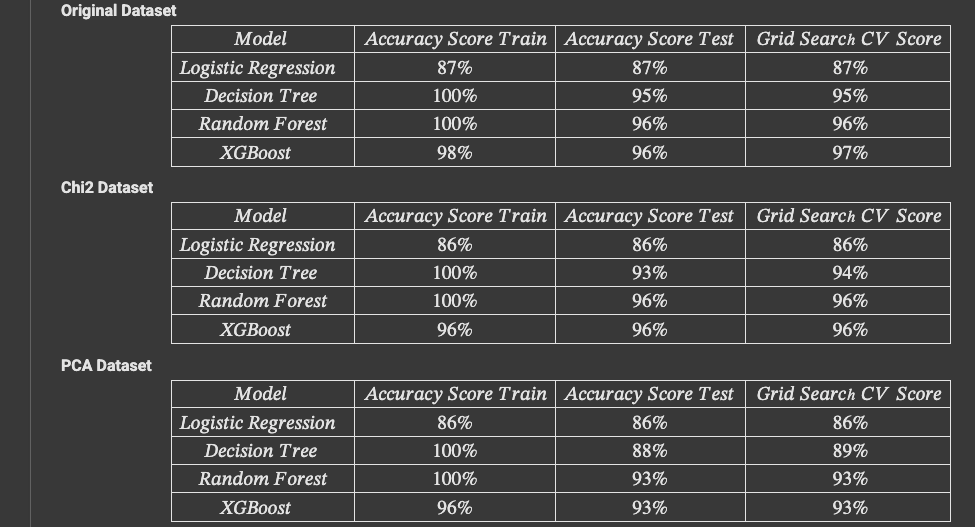 Original Dataset
Model Accuracy Score Train Accuracy Score Test Grid Search CV Score
Logistic Regression 87% 87% 87%
Decision Tree 100% 95% 95%
Random Forest 100% 96% 96%
XGBoost 98% 96% 97%
Chi2 Dataset
Model Accuracy Score Train Accuracy Score Test Grid Search CV Score
Logistic Regression 86% 86% 86%
Decision Tree 100% 93% 94%
Random Forest 100% 96% 96%
XGBoost 96% 96% 96%
PCA Dataset
Model Accuracy Score Train Accuracy Score Test Grid Search CV Score
Logistic Regression 86% 86% 86%
Decision Tree 100% 88% 89%
Random Forest 100% 93% 93%
XGBoost 96% 93% 93%